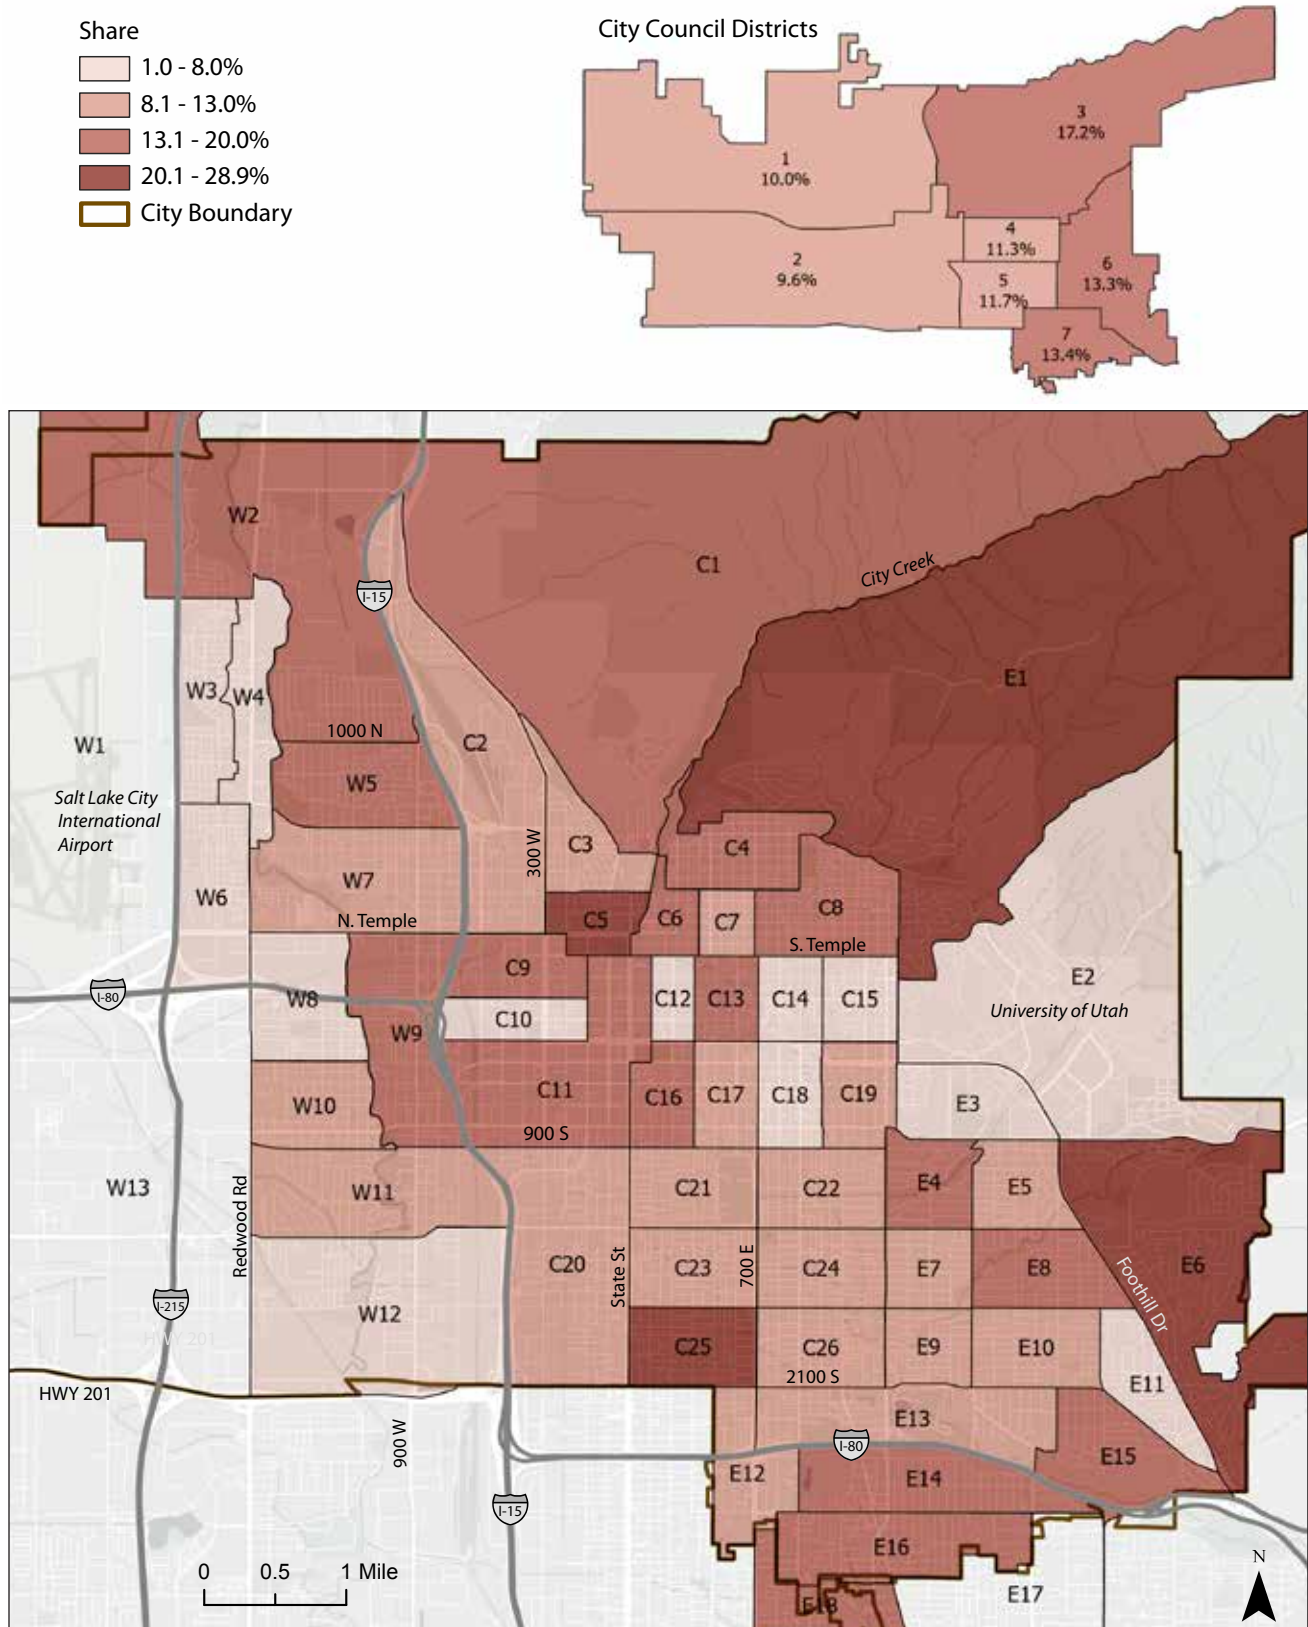 Share
1.0 - 8.0%
8.1 - 13.0%
13.1 - 20.0%
20.1 - 28.9%
City Boundary
City Council Districts
3
17.2%
1
10.0%
4
11.3%
2
9.6%
6
13.3%
5
11.7%
7
13.4%
W2
C1
City Creek
I-15
E1
W3
W4
1000 N
C2
W1
W5
Salt Lake City
International
Airport
300 W
C3
C4
W7
W6
N. Temple
C5
C6
C7
C8
S. Temple
C9
E2
I-80
W8
C12
C13
C14
C15
University of Utah
C10
W9
C11
W10
C16
C17
C18
C19
E3
900 S
W13
Redwood Rd
W11
C21
C22
E4
E5
C20
State St
C23
700 E
C24
E7
E8
Foothill Dr
E6
I-215
W12
HWY 201
C25
C26
E9
E10
2100 S
E11
HWY 201
900 W
E13
I-80
E12
E14
E15
I-15
E16
0 0.5 1 Mile
E17
E18
N